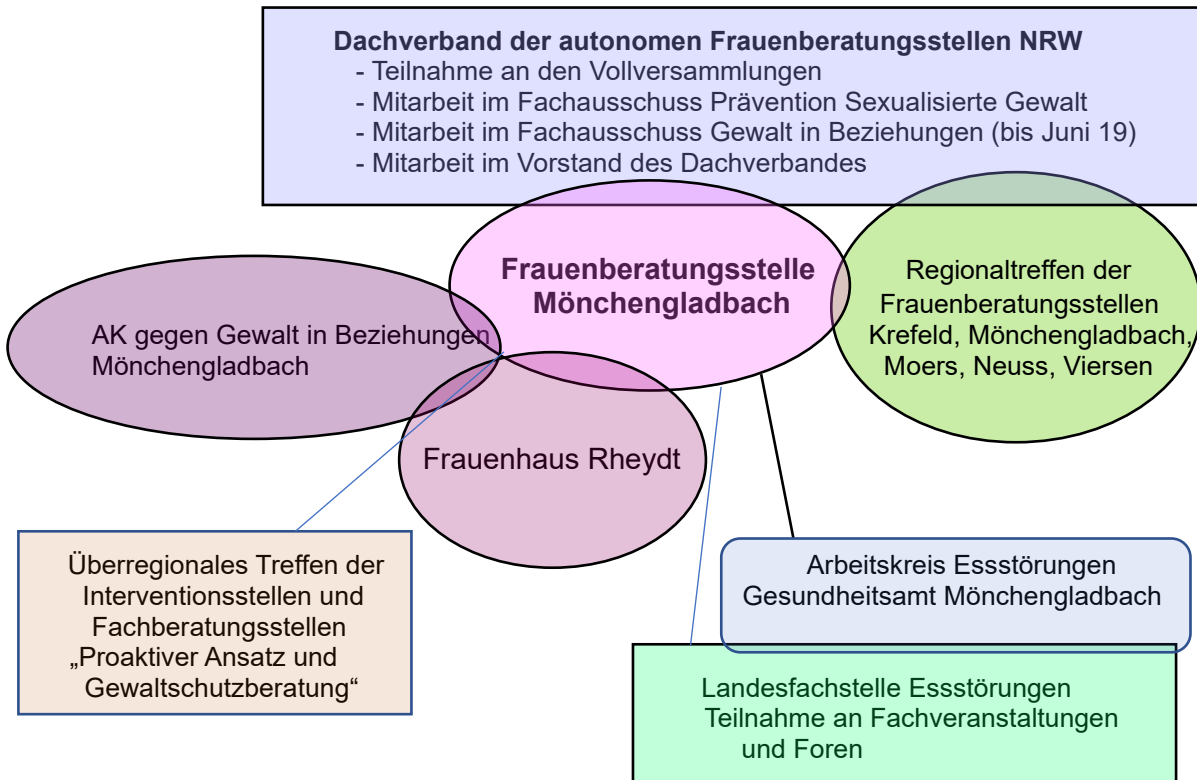 Dachverband der autonomen Frauenberatungsstellen NRW
- Teilnahme an den Vollversammlungen
- Mitarbeit im Fachausschuss Prävention Sexualisierte Gewalt
- Mitarbeit im Fachausschuss Gewalt in Beziehungen (bis Juni 19)
- Mitarbeit im Vorstand des Dachverbandes
Frauenberatungsstelle
Mönchengladbach
Regionaltreffen der
Frauenberatungsstellen
Krefeld, Mönchengladbach,
Moers, Neuss, Viersen
AK gegen Gewalt in Beziehungen
Mönchengladbach
Frauenhaus Rheydt
Überregionales Treffen der
Interventionsstellen und
Fachberatungsstellen
„Proaktiver Ansatz und
Gewaltschutzberatung“
Arbeitskreis Essstörungen
Gesundheitsamt Mönchengladbach
Landesfachstelle Essstörungen
Teilnahme an Fachveranstaltungen
und Foren